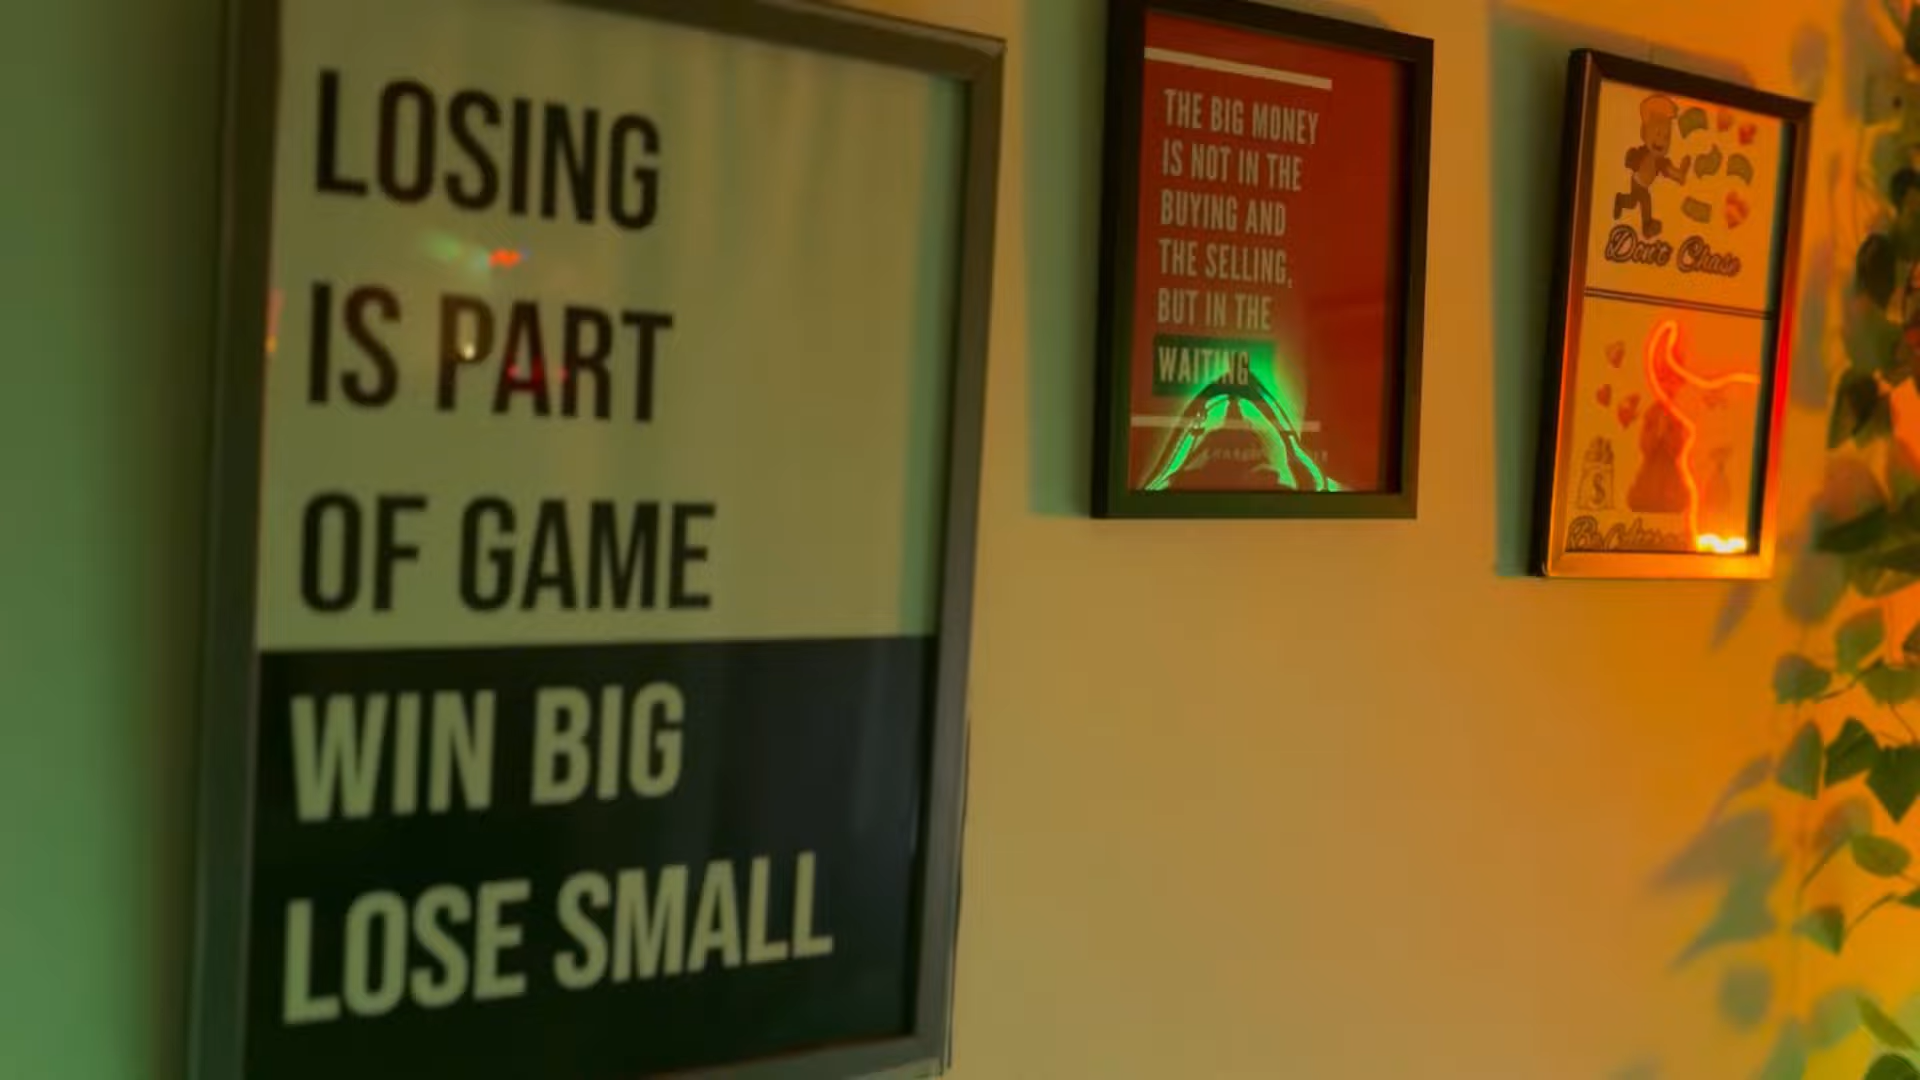 LOSING
IS PART
OF GAME
WIN BIG
LOSE SMALL
THE BIG MONEY
IS NOT IN THE
BUYING AND
THE SELLING,
BUT IN THE
WAITING
Don't Chase
$
Be